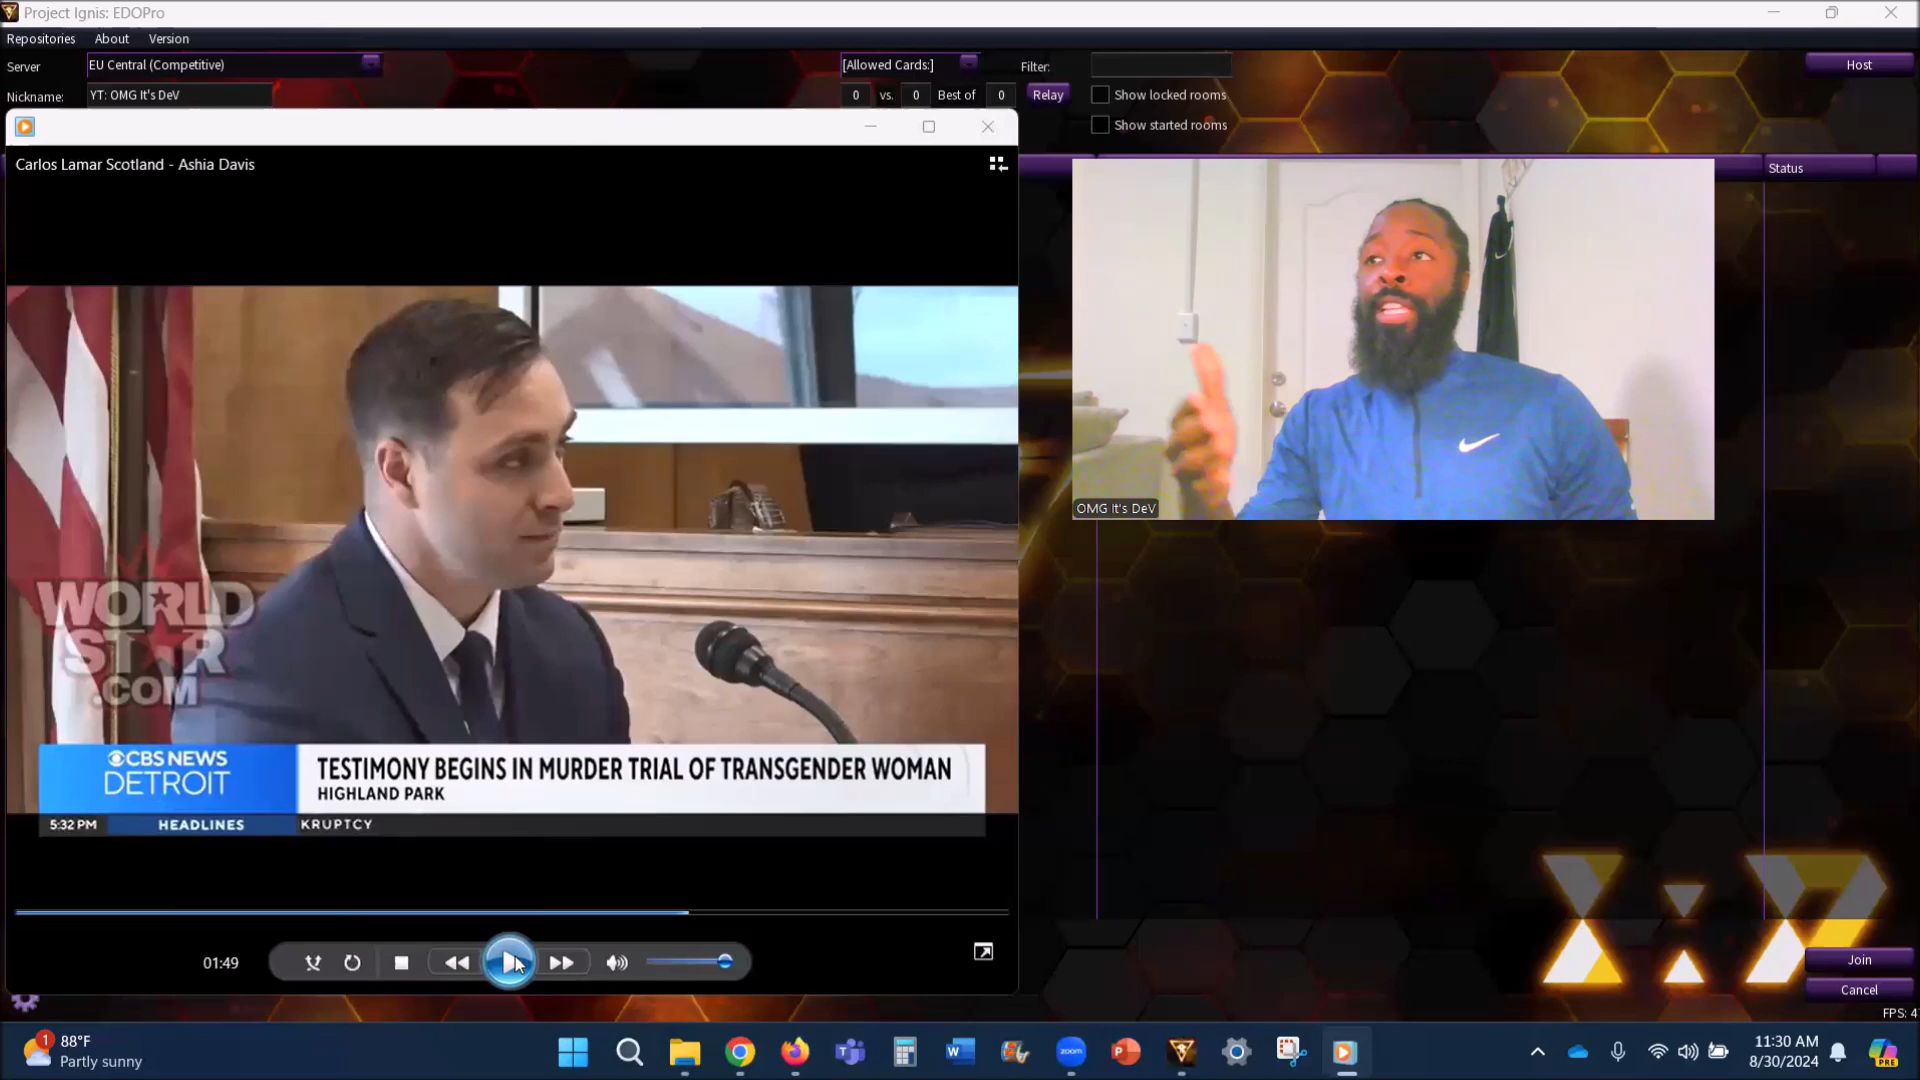 Project Ignis: EDOPro
Repositories About Version
Server EU Central (Competitive) [Allowed Cards:] Filter: Host
Nickname: YT: OMG It's DeV 0 vs. 0 Best of 0 Relay Show locked rooms
Show started rooms
Carlos Lamar Scotland - Ashia Davis
Status
OMG It's DeV
WORLD
STAR
.COM
CBS NEWS
DETROIT
TESTIMONY BEGINS IN MURDER TRIAL OF TRANSGENDER WOMAN
HIGHLAND PARK
5:32 PM HEADLINES KRUPTCY
01:49
Join
Cancel
FPS: 4
1
88°F
Partly sunny
zoom
W
P
PRE
11:30 AM
8/30/2024